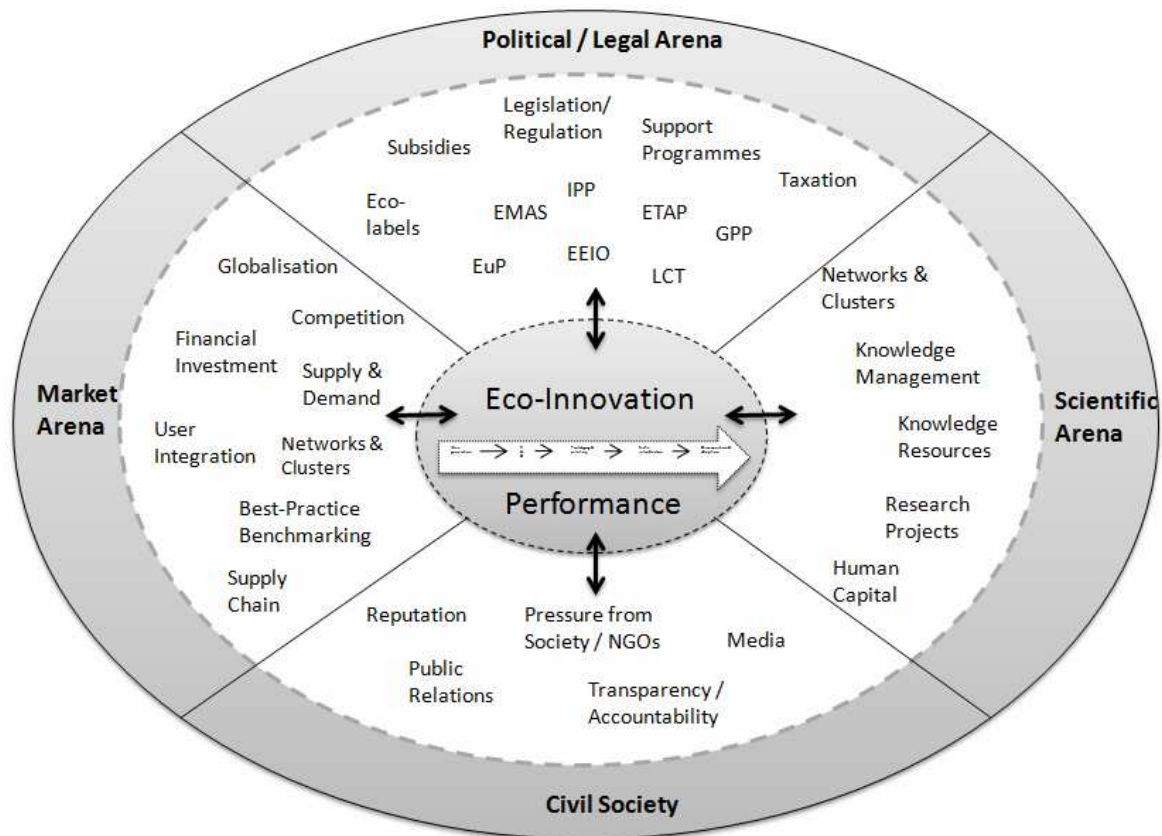 Political / Legal Arena
Legislation/
Regulation
Subsidies
Support
Programmes
Taxation
Eco-
labels
EMAS
IPP
ETAP
GPP
EuP
EEIO
LCT
Market
Arena
Globalisation
Competition
Financial
Investment
Supply &
Demand
User
Integration
Networks &
Clusters
Best-Practice
Benchmarking
Supply
Chain
Eco-Innovation
Performance
Scientific
Arena
Networks &
Clusters
Knowledge
Management
Knowledge
Resources
Research
Projects
Human
Capital
Reputation
Pressure from
Society / NGOs
Media
Public
Relations
Transparency /
Accountability
Civil Society